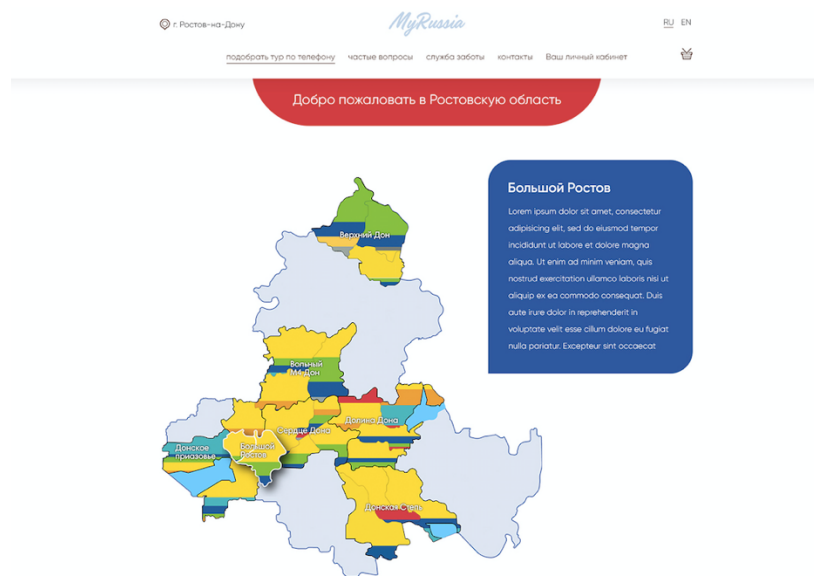 г. Ростов-на-Дону
MyRussia
RU EN
подобрать тур по телефону частые вопросы служба заботы контакты Ваш личный кабинет
Добро пожаловать в Ростовскую область
Большой Ростов
Lorem ipsum dolor sit amet, consectetur
adipisicing elit, sed do eiusmod tempor
incididunt ut labore et dolore magna
aliqua. Ut enim ad minim veniam, quis
nostrud exercitation ullamco laboris nisi ut
aliquip ex ea commodo consequat. Duis
aute irure dolor in reprehenderit in
voluptate velit esse cillum dolore eu fugiat
nulla pariatur. Excepteur sint occaecat
Верхний Дон
Вольный
М4-Дон
Долина Дона
Сердце Дона
Донское
приазовье
Большой
Ростов
Донская Степь